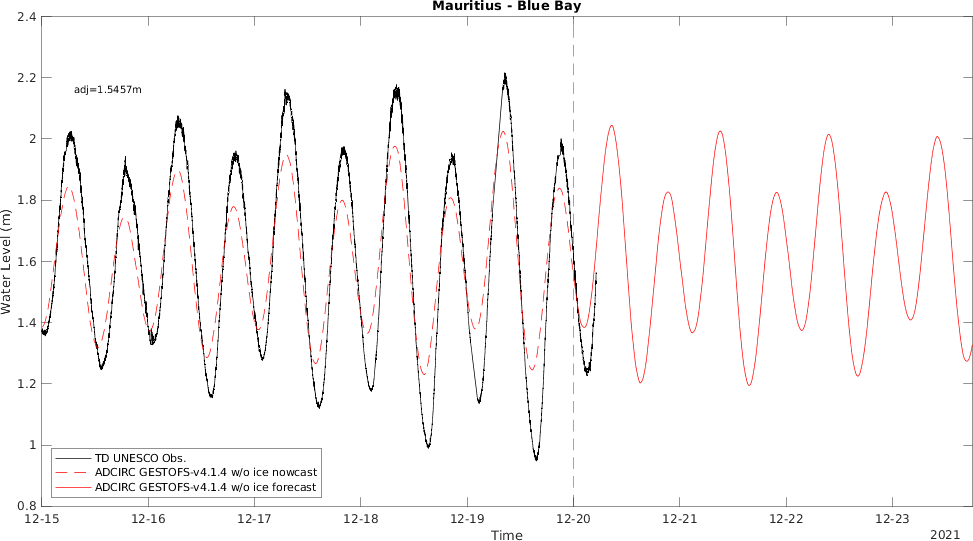 Mauritius - Blue Bay
2.4
2.2
2
1.8
1.6
1.4
1.2
1
0.8
Water Level (m)
adj=1.5457m
TD UNESCO Obs.
ADCIRC GESTOFS-v4.1.4 w/o ice nowcast
ADCIRC GESTOFS-v4.1.4 w/o ice forecast
12-15 12-16 12-17 12-18 12-19 12-20 12-21 12-22 12-23
Time
2021